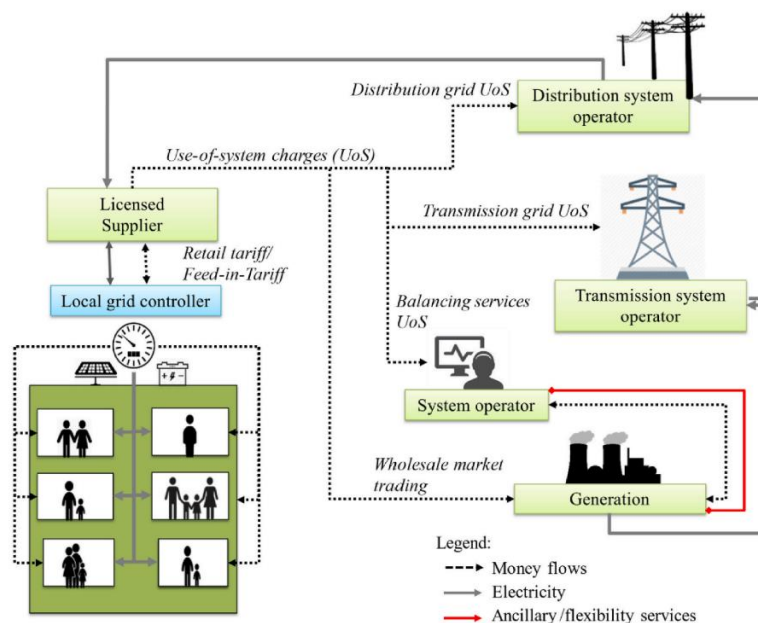 Distribution grid UoS
Distribution system
operator
Use-of-system charges (UoS)
Licensed
Supplier
Transmission grid UoS
Retail tariff/
Feed-in-Tariff
Local grid controller
Transmission system
operator
Balancing services
UoS
System operator
Wholesale market
trading
Generation
Legend:
Money flows
Electricity
Ancillary/flexibility services